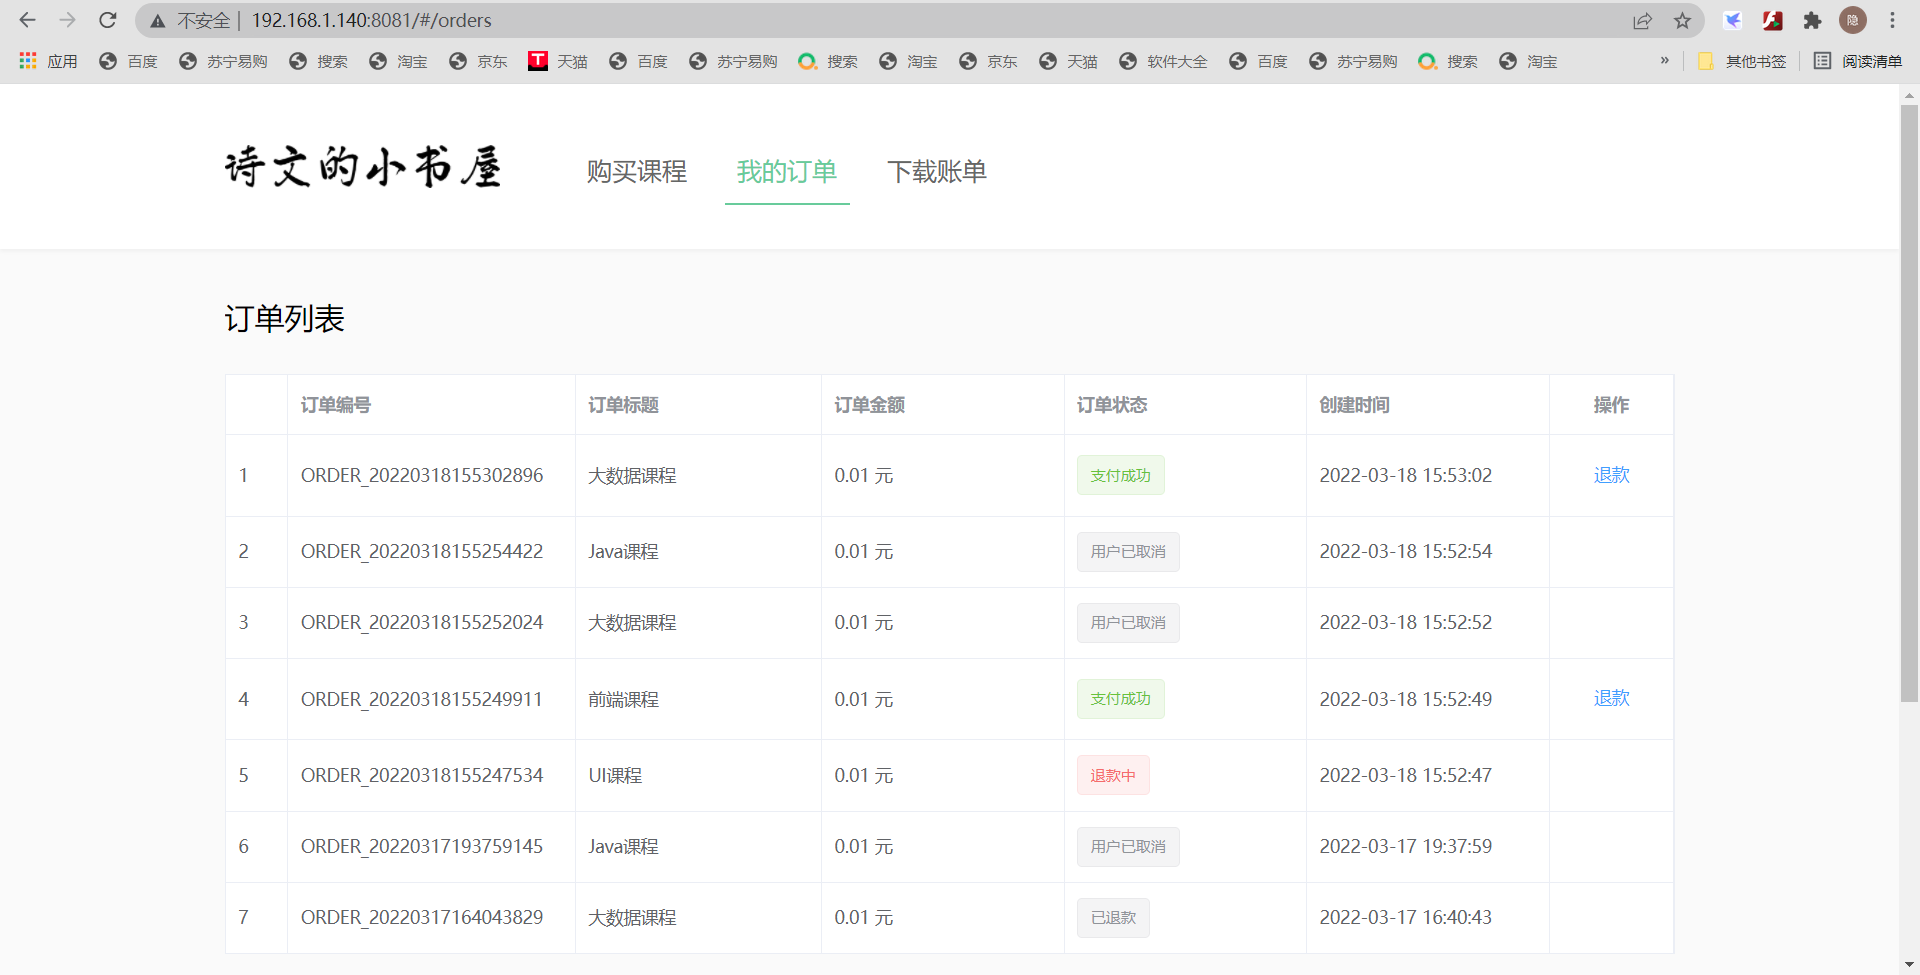 不安全 | 192.168.1.140:8081/#/orders 隐
应用 百度 苏宁易购 搜索 淘宝 京东 T 天猫 百度 苏宁易购 搜索 淘宝 京东 天猫 软件大全 百度 苏宁易购 搜索 淘宝 » 其他书签 阅读清单
诗文的小书屋 购买课程 我的订单 下载账单
订单列表
订单编号 订单标题 订单金额 订单状态 创建时间 操作
1 ORDER_20220318155302896 大数据课程 0.01 元 支付成功 2022-03-18 15:53:02 退款
2 ORDER_20220318155254422 Java课程 0.01 元 用户已取消 2022-03-18 15:52:54
3 ORDER_20220318155252024 大数据课程 0.01 元 用户已取消 2022-03-18 15:52:52
4 ORDER_20220318155249911 前端课程 0.01 元 支付成功 2022-03-18 15:52:49 退款
5 ORDER_20220318155247534 UI课程 0.01 元 退款中 2022-03-18 15:52:47
6 ORDER_20220317193759145 Java课程 0.01 元 用户已取消 2022-03-17 19:37:59
7 ORDER_20220317164043829 大数据课程 0.01 元 已退款 2022-03-17 16:40:43